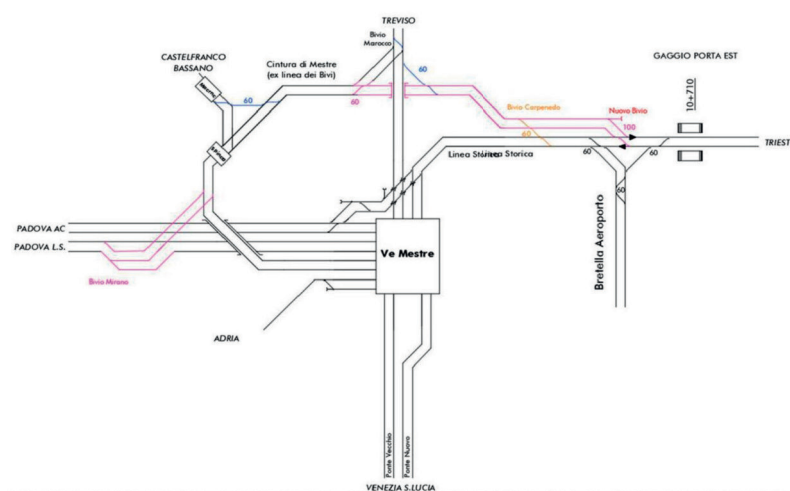 TREVISO
Bivio
Marocco
CASTELFRANCO
BASSANO
Cintura di Mestre
(ex linea dei Bivi)
GAGGIO PORTA EST
10+710
60
60
60
Bivio Carpenedo
Nuovo Bivio
60
100
TRIEST
Linea Storica
60
60
60
Bretella Aeroporto
PADOVA AC
PADOVA L.S.
Ve Mestre
Bivio Mirano
ADRIA
Ponte Vecchio
Ponte Nuovo
VENEZIA S.LUCIA